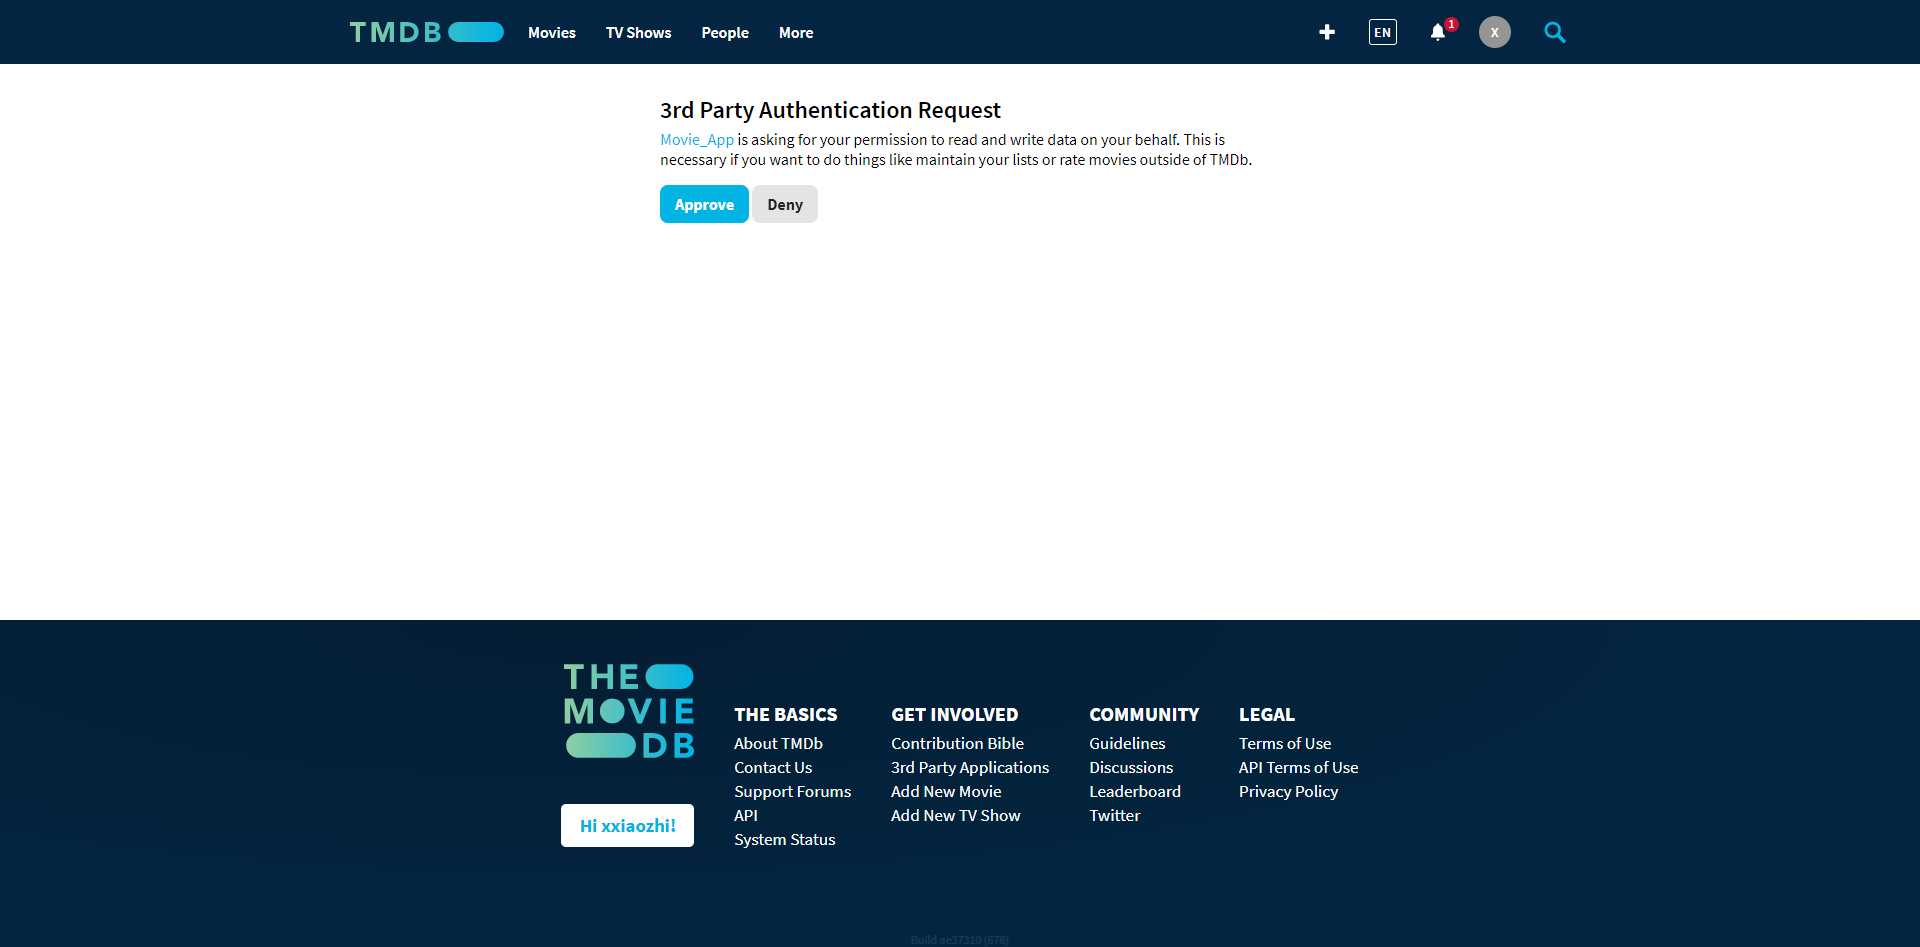 TMDB
Movies
TV Shows
People
More
EN
1
X
3rd Party Authentication Request
Movie_App is asking for your permission to read and write data on your behalf. This is
necessary if you want to do things like maintain your lists or rate movies outside of TMDb.
Approve
Deny
THE
MOVIE
DB
Hi xxiaozhi!
THE BASICS
About TMDb
Contact Us
Support Forums
API
System Status
GET INVOLVED
Contribution Bible
3rd Party Applications
Add New Movie
Add New TV Show
COMMUNITY
Guidelines
Discussions
Leaderboard
Twitter
LEGAL
Terms of Use
API Terms of Use
Privacy Policy
Build ae37310 (676)